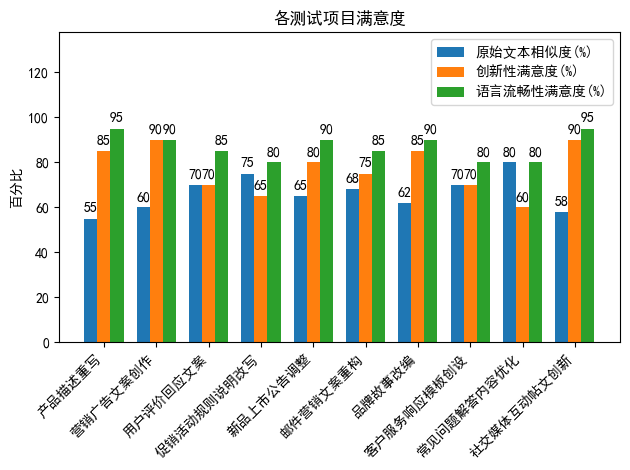 各测试项目满意度
原始文本相似度(%)
创新性满意度(%)
语言流畅性满意度(%)
百分比
120
100
80
60
40
20
0
55 85 95
60 90 90
70 70 85
75 65 80
65 80 90
68 75 85
62 85 90
70 70 80
80 60 80
58 90 95
产品描述重写
营销广告文案创作
用户评价回应文案
促销活动规则说明改写
新品上市公告调整
邮件营销文案重构
品牌故事改编
客户服务响应模板创设
常见问题解答内容优化
社交媒体互动帖文创新